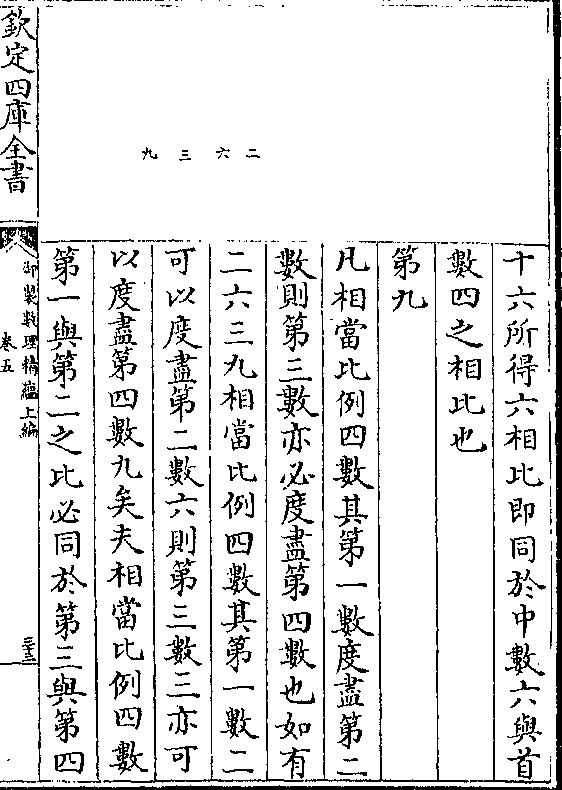 十六所得六相比即同於中數六與首
數四之相比也
第九
凡相當比例四數其第一數度盡第二
數則第三數亦必度盡第四數也如有
二六三九相當比例四數其第一數二
可以度盡第二數六則第三數三亦可
以度盡第四數九矣夫相當比例四數
第一與第二之比必同於第三與第四
二六三九
欽定四庫全書
御製數理精蘊上編
卷五
三十三